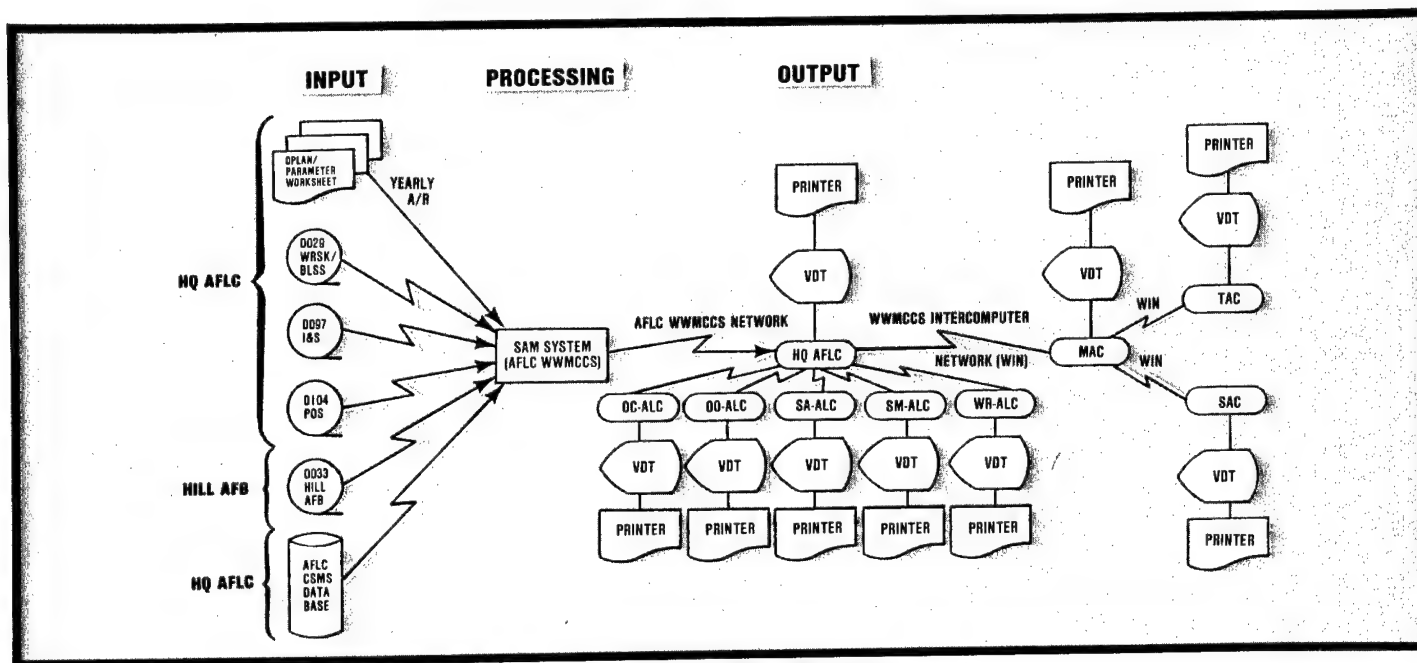 INPUT
PROCESSING
OUTPUT
HQ AFLC
OPLAN/
PARAMETER
WORKSHEET
YEARLY
A/R
D029
WRSK/
BLSS
D097
I&S
D104
POS
HILL AFB
D033
HILL
AFB
HQ AFLC
AFLC
CSMS
DATA
BASE
SAM SYSTEM
(AFLC WWMCCS)
AFLC WWMCCS NETWORK
PRINTER
VDT
HQ AFLC
WWMCCS INTERCOMPUTER
NETWORK (WIN)
OC-ALC
OO-ALC
SA-ALC
SM-ALC
WR-ALC
VDT
VDT
VDT
VDT
VDT
PRINTER
PRINTER
PRINTER
PRINTER
PRINTER
PRINTER
VDT
MAC
WIN
WIN
PRINTER
VDT
TAC
SAC
VDT
PRINTER